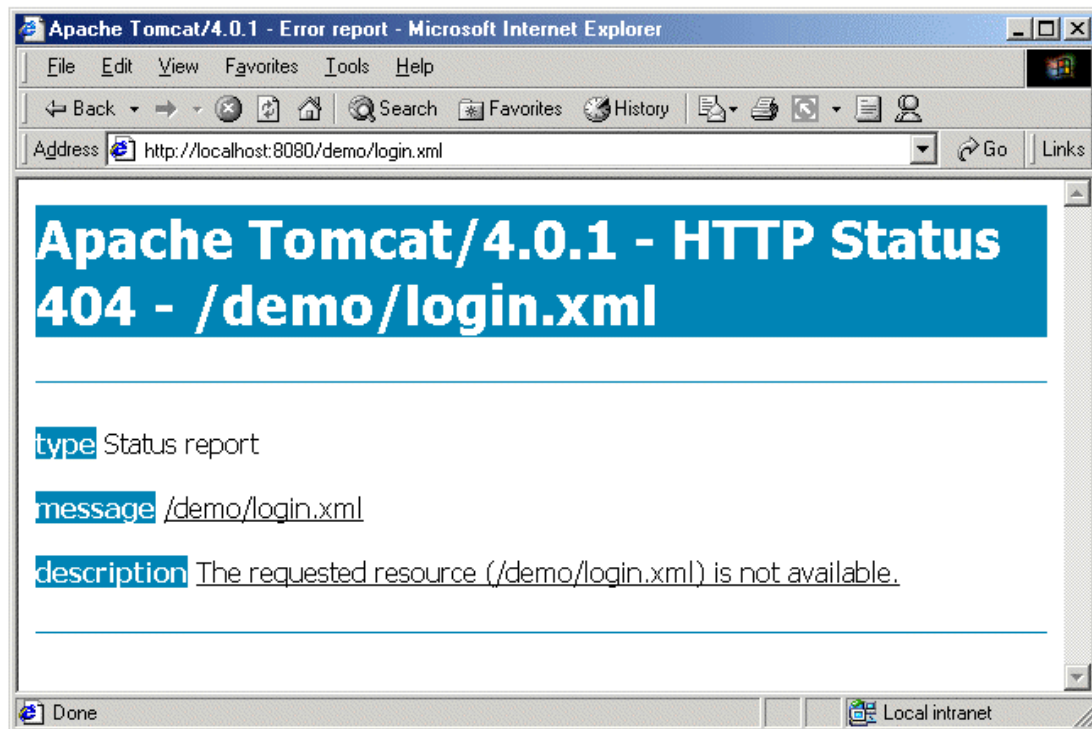 Apache Tomcat/4.0.1 - Error report - Microsoft Internet Explorer
File Edit View Favorites Tools Help
Back Search Favorites History
Address http://localhost:8080/demo/login.xml Go Links
Apache Tomcat/4.0.1 - HTTP Status
404 - /demo/login.xml
type Status report
message /demo/login.xml
description The requested resource (/demo/login.xml) is not available.
Done Local intranet